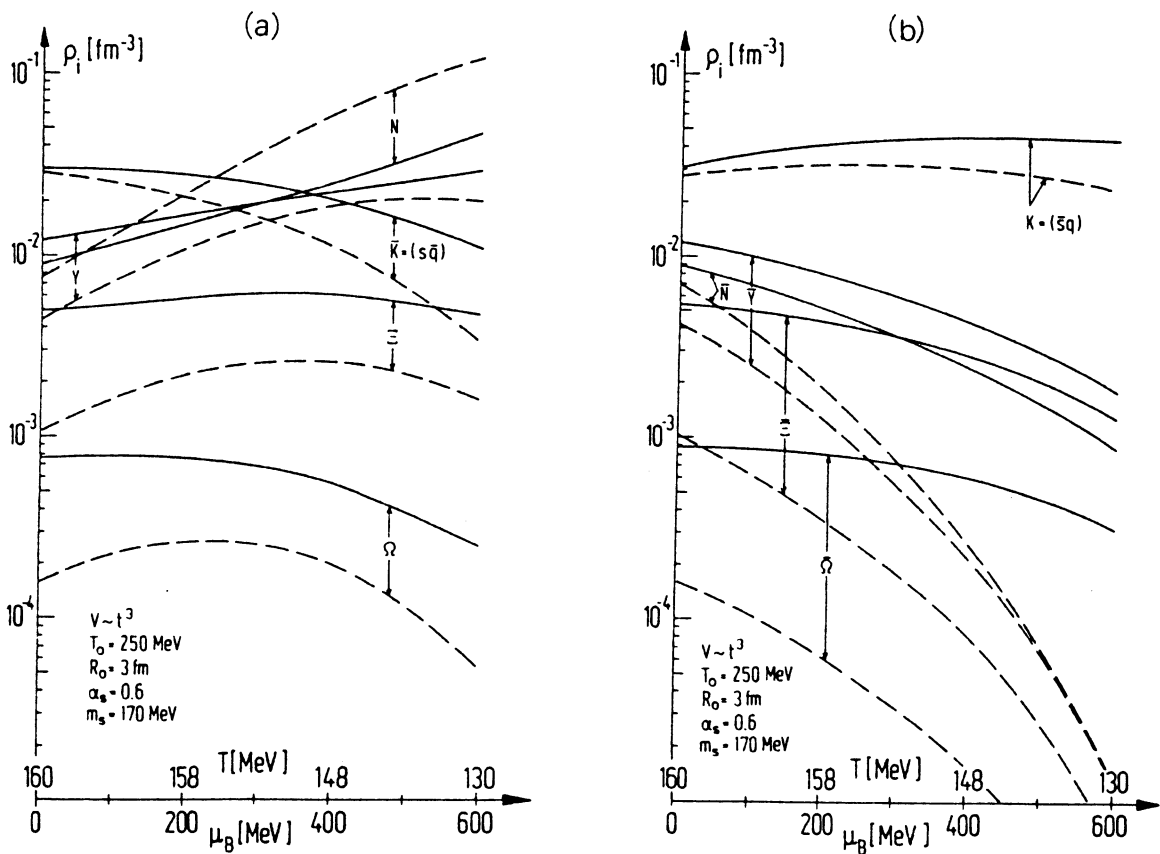 (a)
ρi [fm-3]
10-1
10-2
10-3
10-4
N
Y
K̄=(sq̄)
Ξ
Ω
V~t3
T0=250 MeV
R0=3 fm
αs=0.6
ms=170 MeV
T[MeV]
160 158 148 130
0 200 400 600
μB[MeV]
(b)
ρi [fm-3]
10-1
10-2
10-3
10-4
K=(s̄q)
N̄
Ȳ
Ξ̄
Ω̄
V~t3
T0=250 MeV
R0=3 fm
αs=0.6
ms=170 MeV
T[MeV]
160 158 148 130
0 200 400 600
μB[MeV]